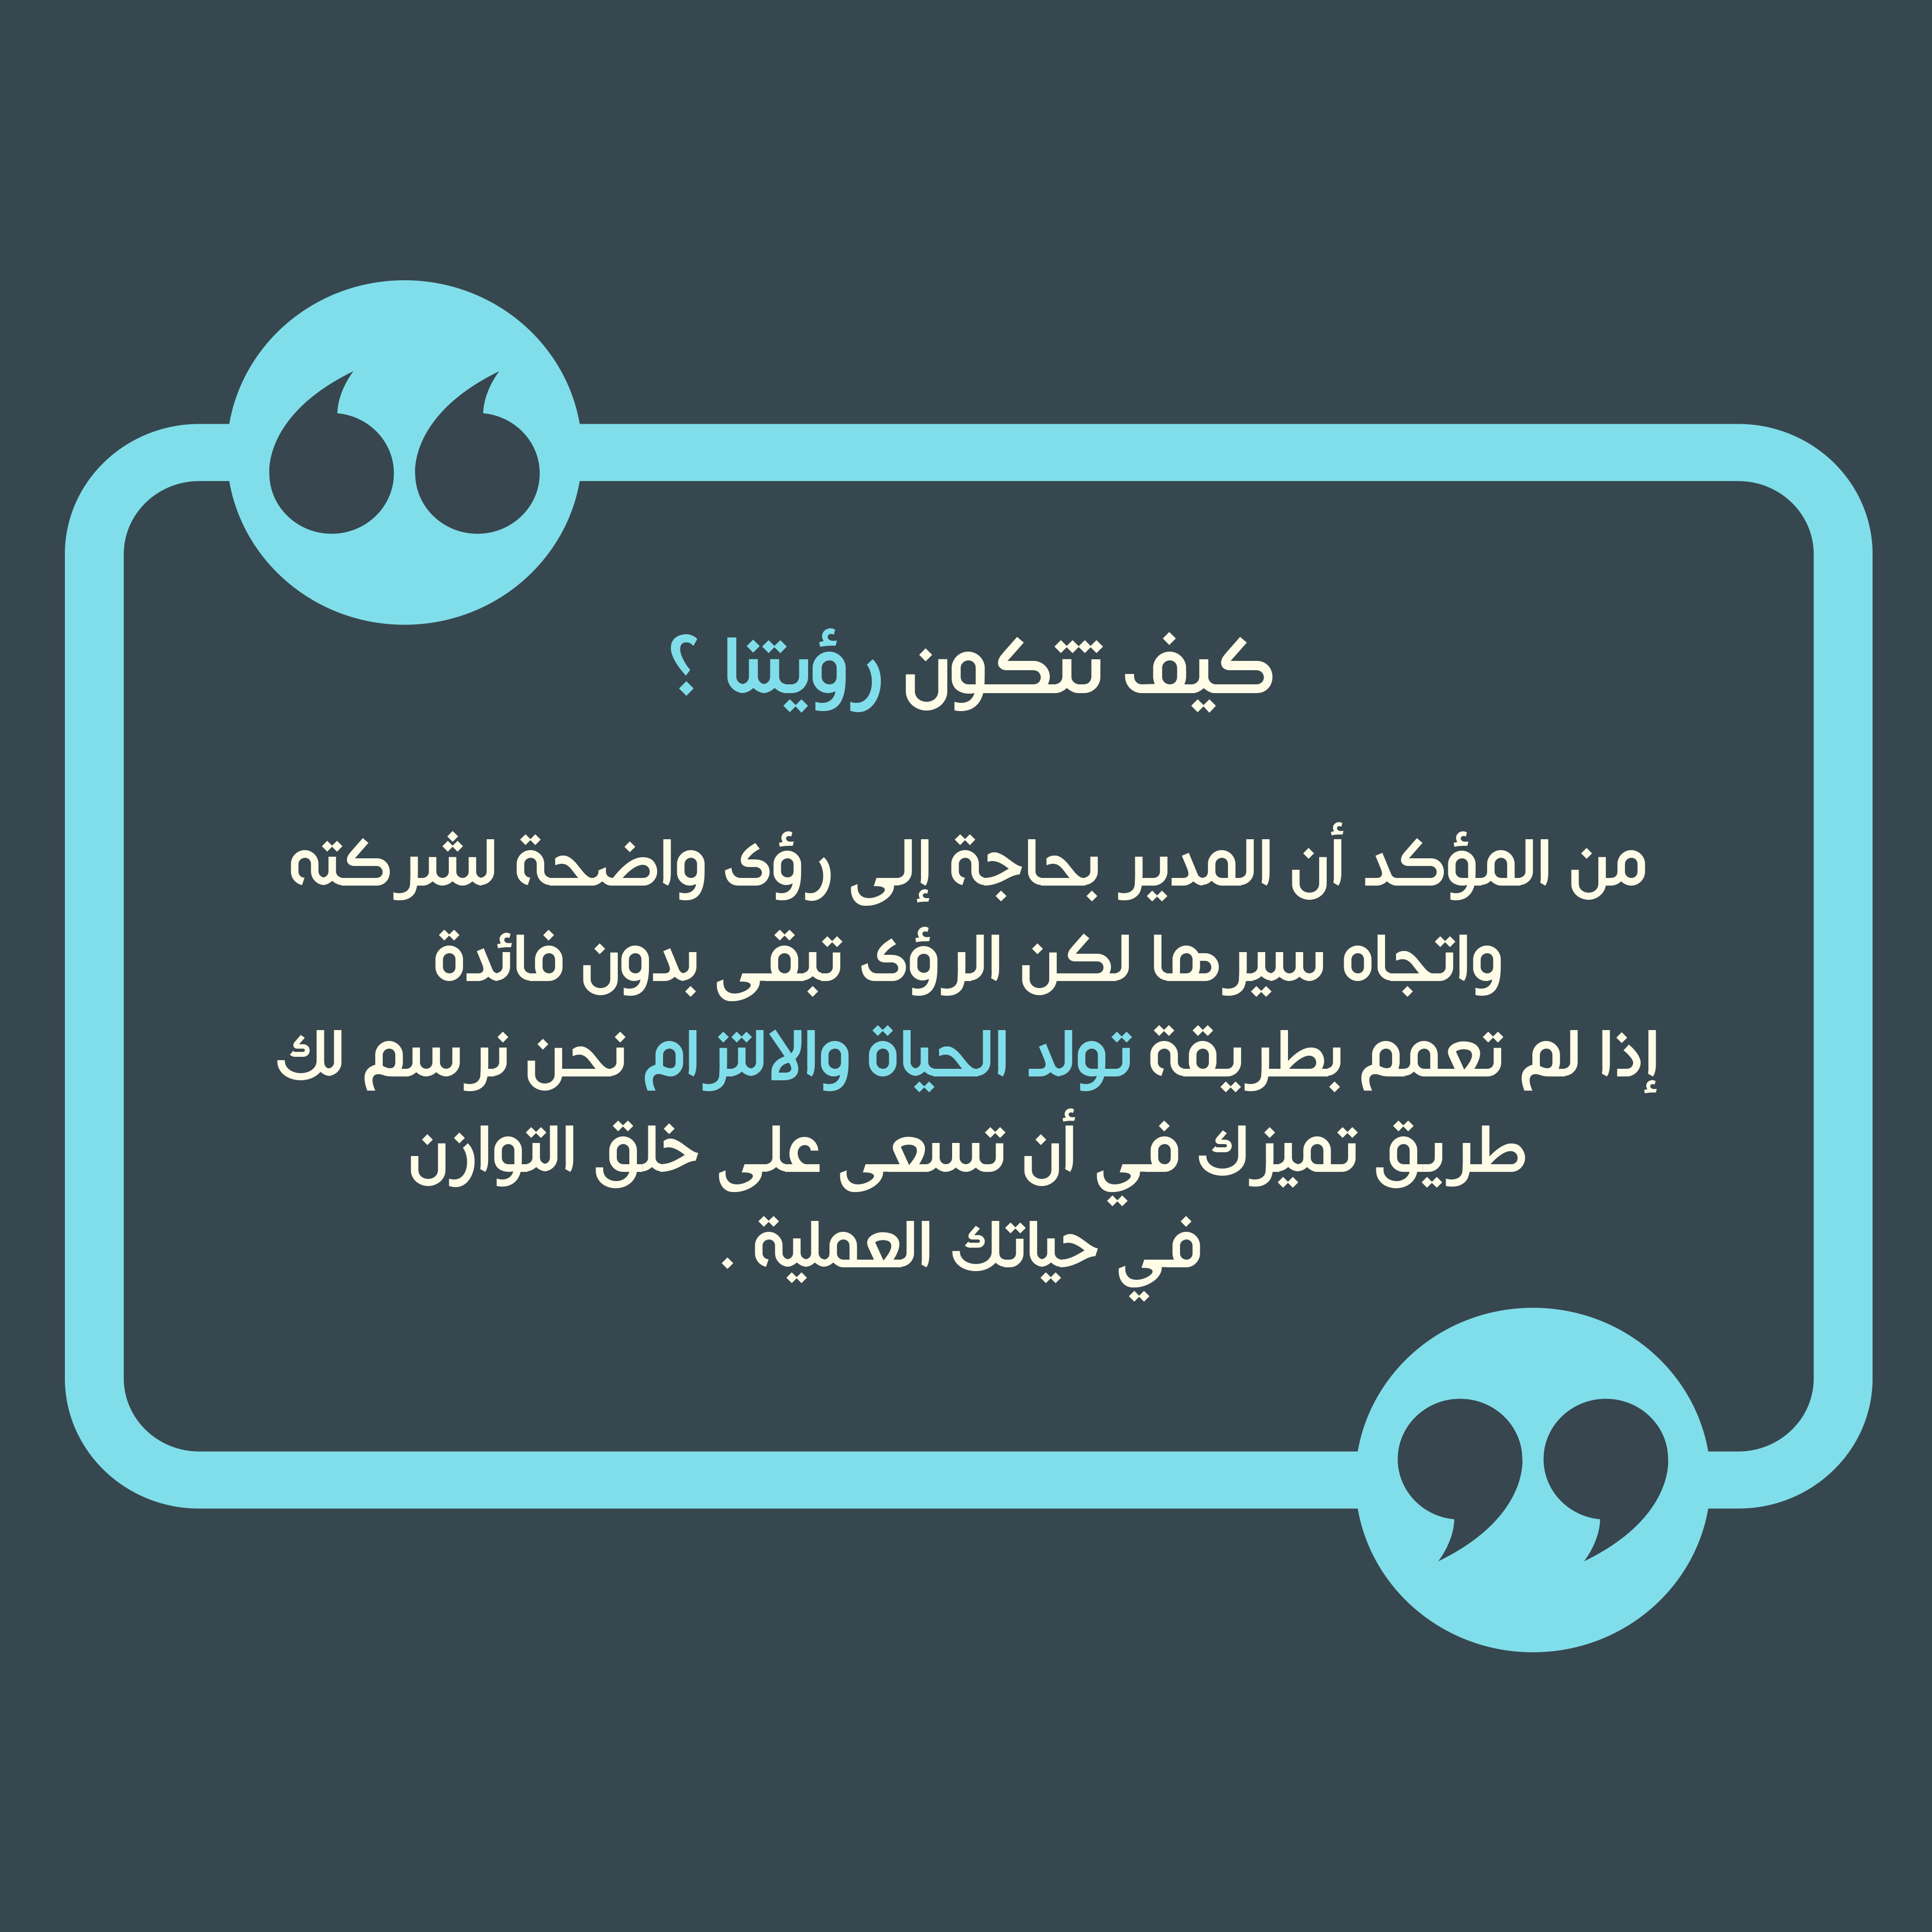 كيف تتكون رؤيتنا ؟
من المؤكد أن المدير بحاجة إلى رؤى واضحة لشركته
واتجاه سيرها لكن الرؤى تبقى بدون فائدة
إذا لم تعمم بطريقة تولد الحياة والالتزام نحن نرسم لك
طريق تميزك في أن تسعى على خلق التوازن
في حياتك العملية .